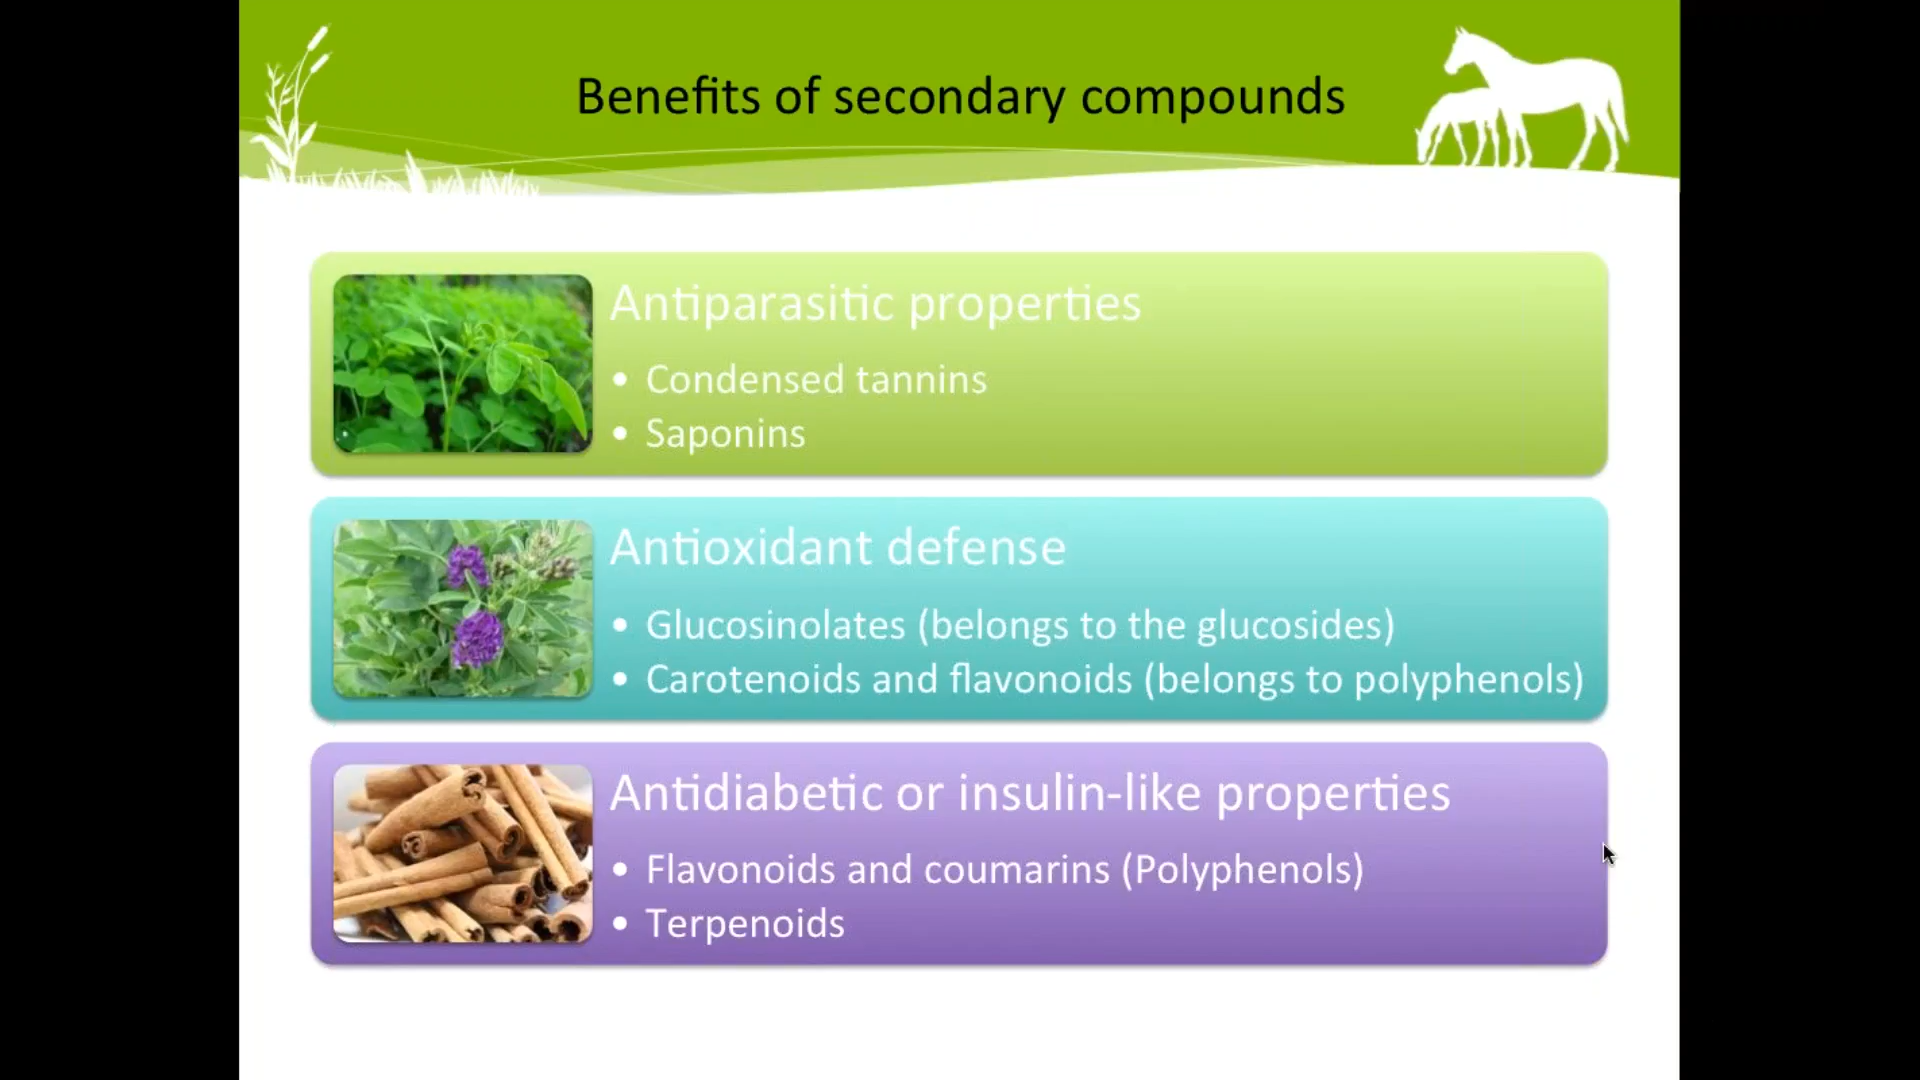 Benefits of secondary compounds
Antiparasitic properties
• Condensed tannins
• Saponins
Antioxidant defense
• Glucosinolates (belongs to the glucosides)
• Carotenoids and flavonoids (belongs to polyphenols)
Antidiabetic or insulin-like properties
• Flavonoids and coumarins (Polyphenols)
• Terpenoids